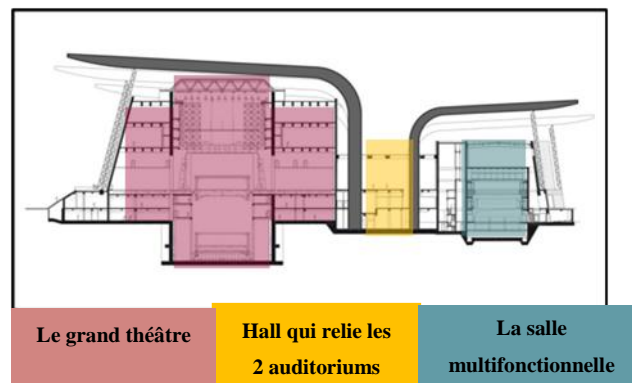 Le grand théâtre
Hall qui relie les
2 auditoriums
La salle
multifonctionnelle